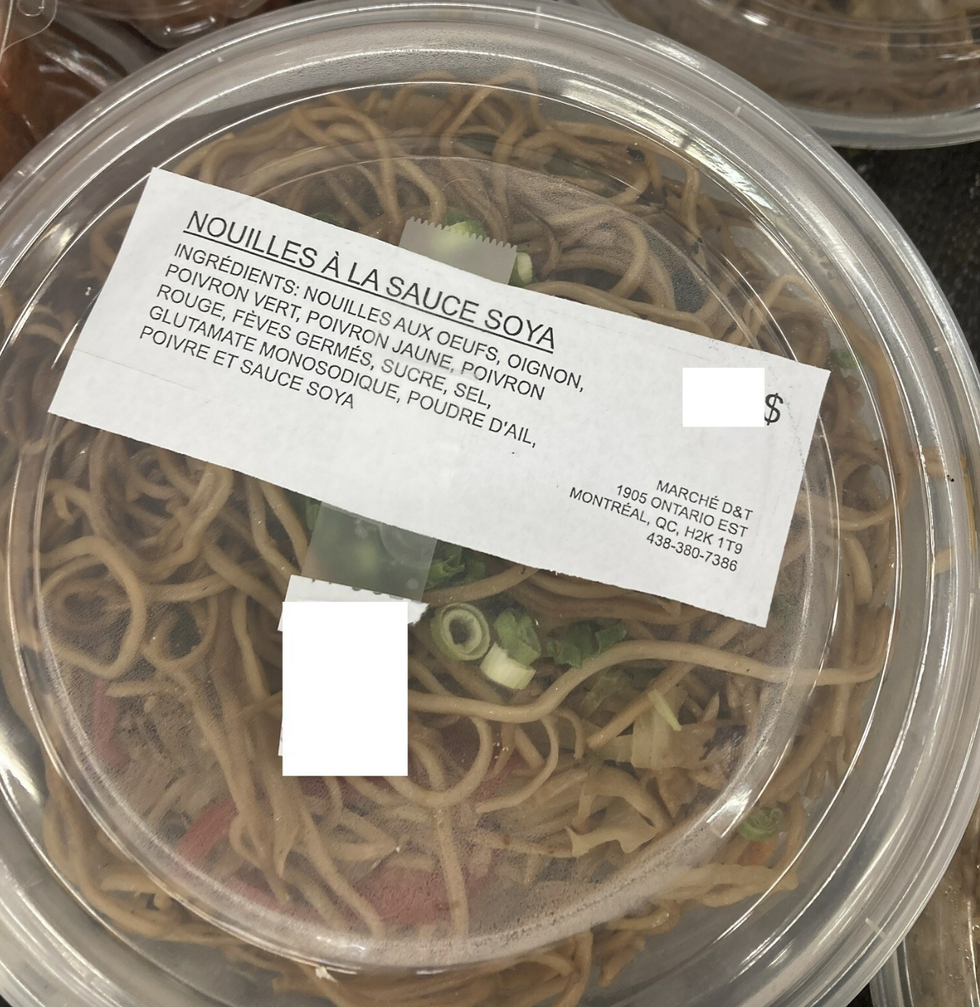 NOUILLES À LA SAUCE SOYA
INGRÉDIENTS: NOUILLES AUX OEUFS, OIGNON,
POIVRON VERT, POIVRON JAUNE, POIVRON
ROUGE, FÈVES GERMÉS, SUCRE, SEL,
GLUTAMATE MONOSODIQUE, POUDRE D'AIL,
POIVRE ET SAUCE SOYA
$
MARCHÉ D&T
1905 ONTARIO EST
MONTRÉAL, QC, H2K 1T9
438-380-7386